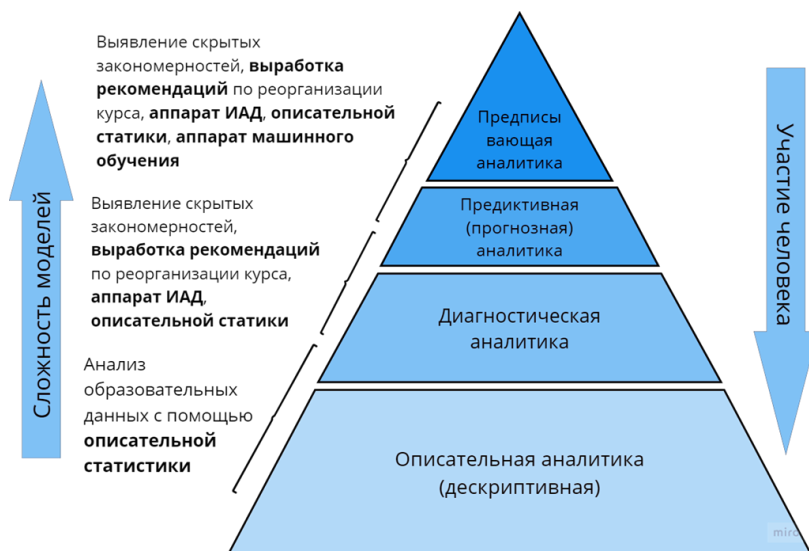 Выявление скрытых
закономерностей, выработка
рекомендаций по реорганизации
курса, аппарат ИАД, описательной
статики, аппарат машинного
обучения
Предписы
вающая
аналитика
Сложность моделей
Участие человека
Выявление скрытых
закономерностей,
выработка рекомендаций
по реорганизации курса,
аппарат ИАД,
описательной статики
Предиктивная
(прогнозная)
аналитика
Диагностическая
аналитика
Анализ
образовательных
данных с помощью
описательной
статистики
Описательная аналитика
(дескриптивная)
miro